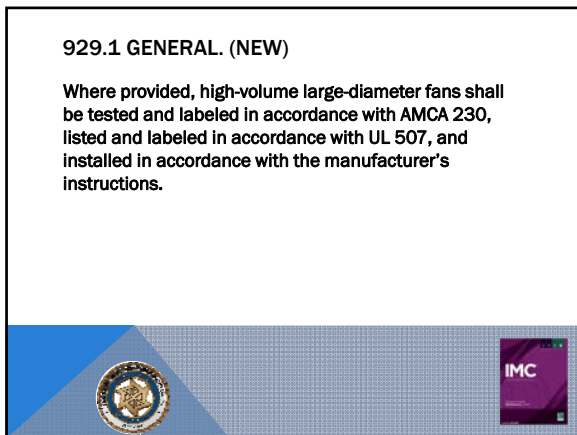 929.1 GENERAL. (NEW)
Where provided, high-volume large-diameter fans shall
be tested and labeled in accordance with AMCA 230,
listed and labeled in accordance with UL 507, and
installed in accordance with the manufacturer's
instructions.
IMC